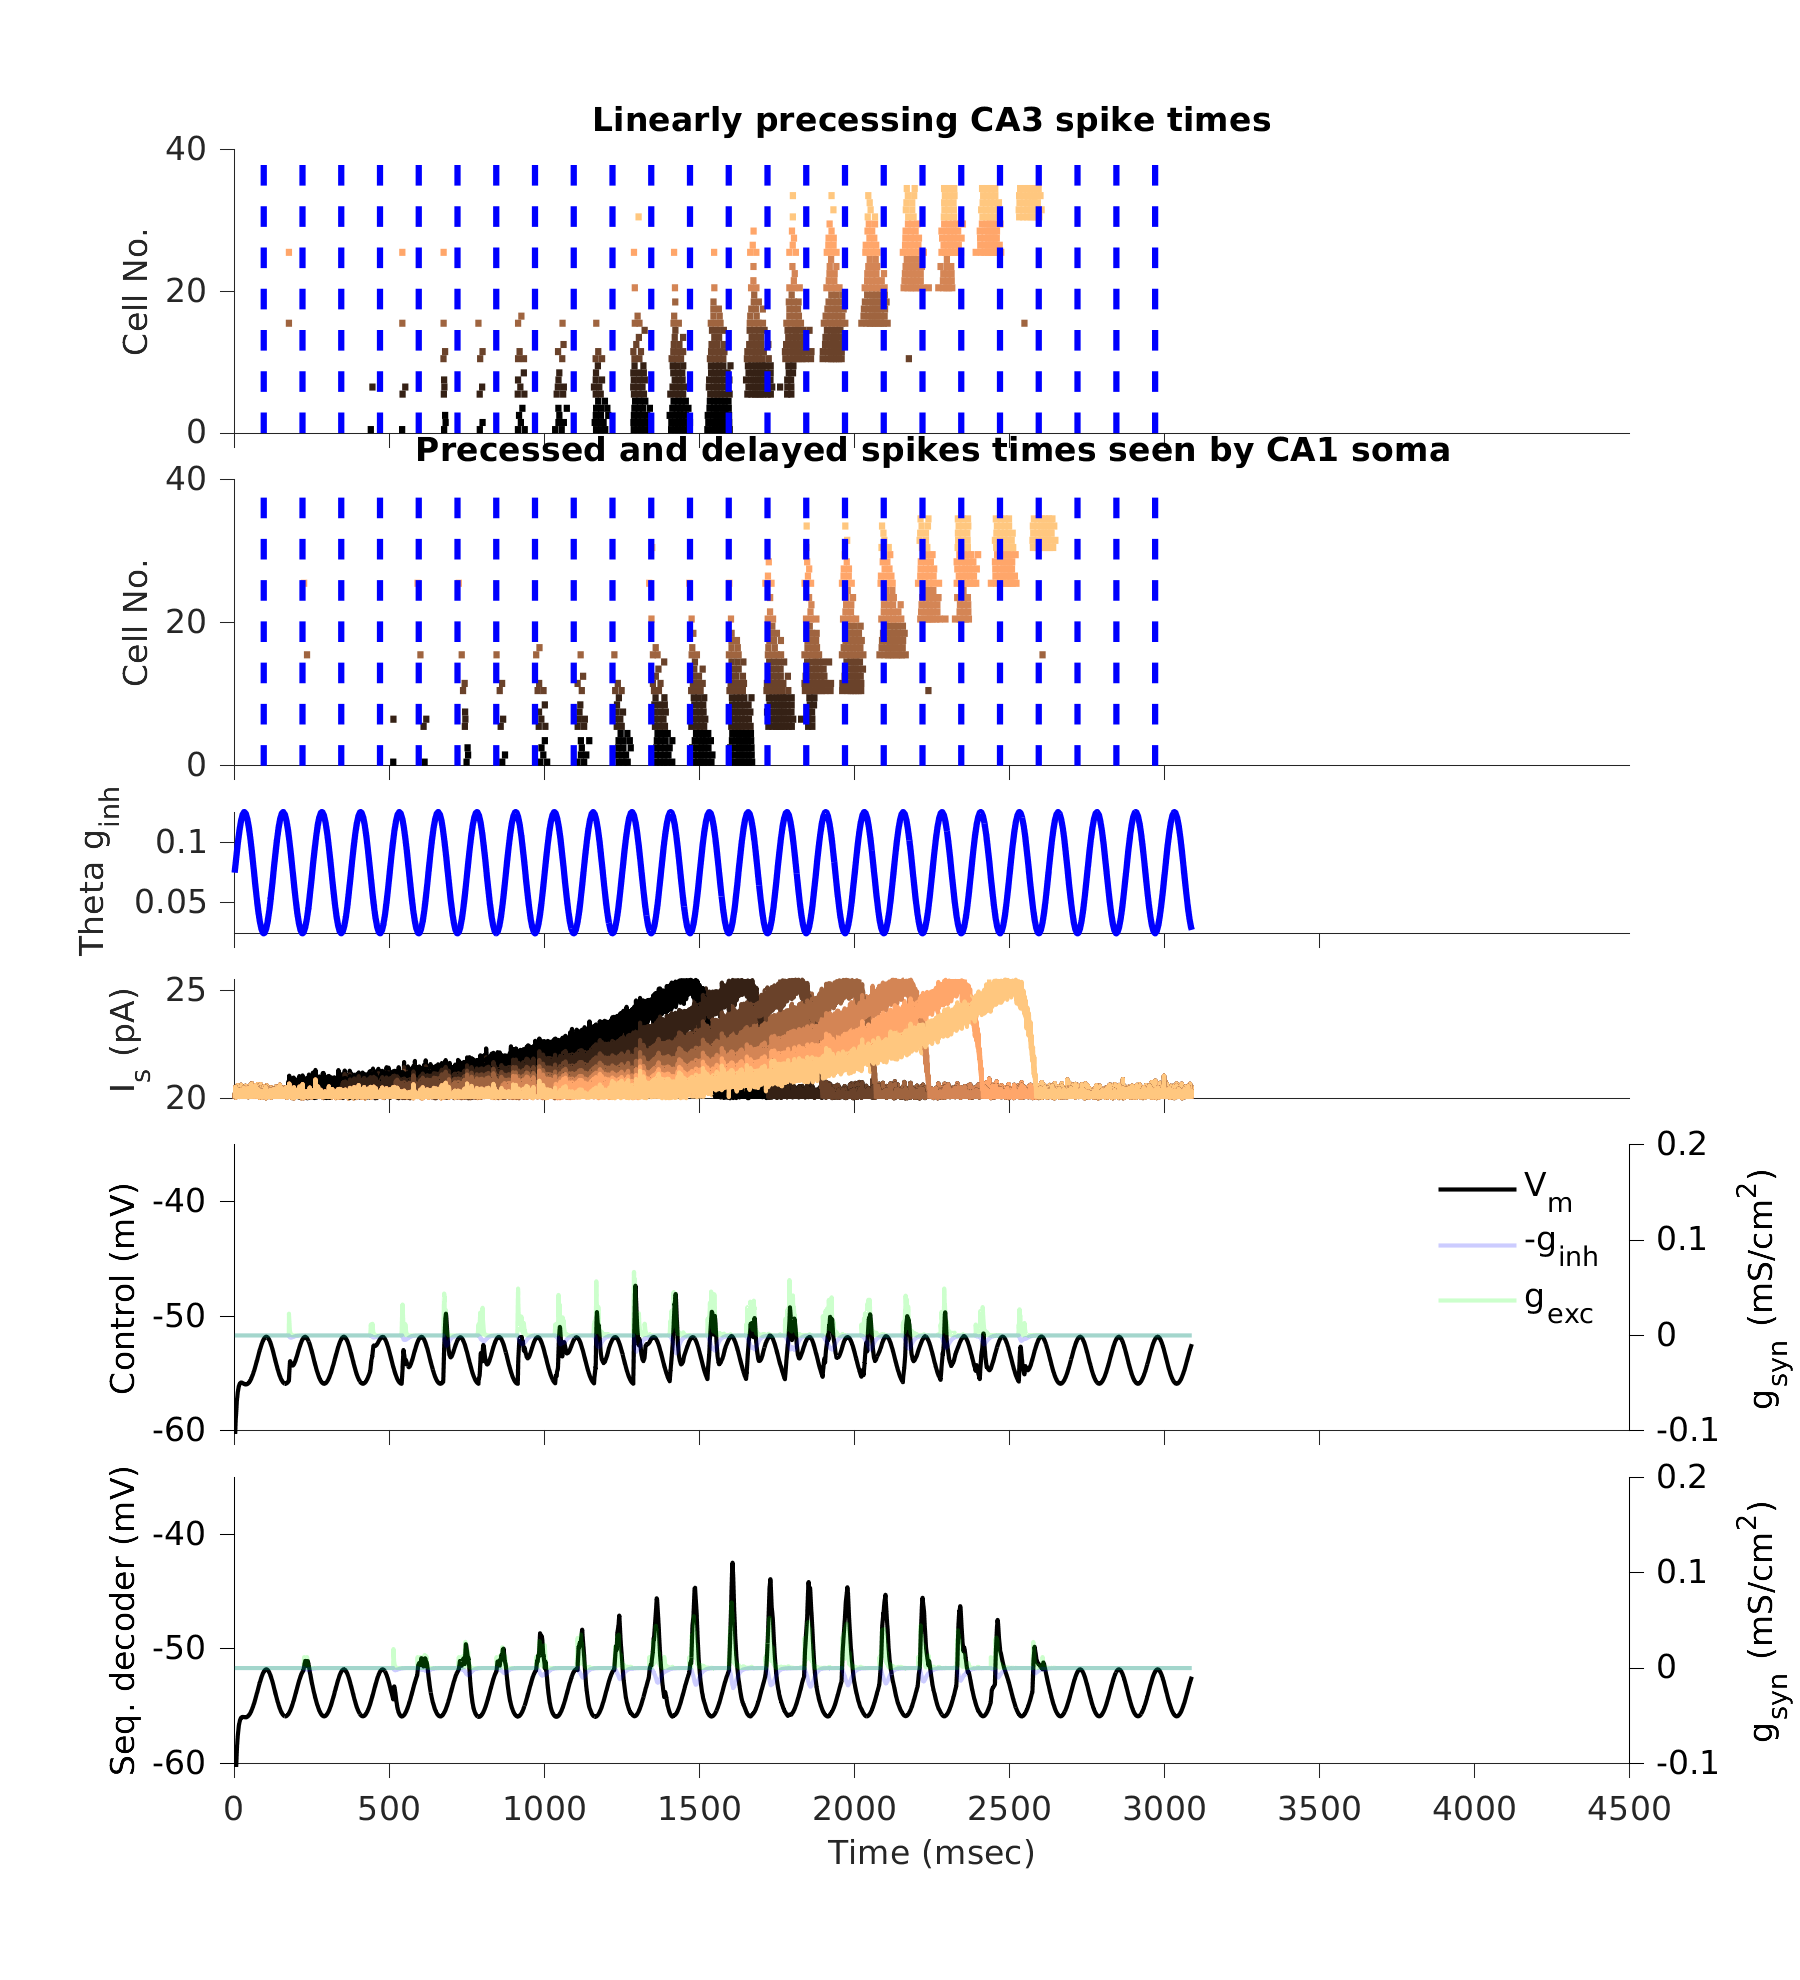 Linearly precessing CA3 spike times
40
20
0
Cell No.
Precessed and delayed spikes times seen by CA1 soma
40
20
0
Cell No.
0.1
0.05
Theta g_inh
25
20
I_s (pA)
-40
-50
-60
Control (mV)
V_m
-g_inh
g_exc
0.2
0.1
0
-0.1
g_syn (mS/cm^2)
-40
-50
-60
Seq. decoder (mV)
0.2
0.1
0
-0.1
g_syn (mS/cm^2)
0 500 1000 1500 2000 2500 3000 3500 4000 4500
Time (msec)